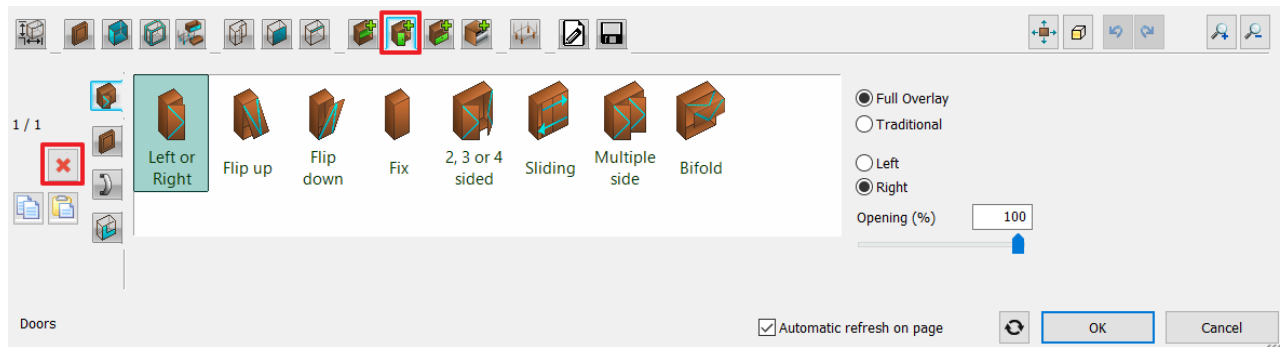 1 / 1
Left or
Right
Flip up
Flip
down
Fix
2, 3 or 4
sided
Sliding
Multiple
side
Bifold
Full Overlay
Traditional
Left
Right
Opening (%)
100
Doors
Automatic refresh on page
OK
Cancel